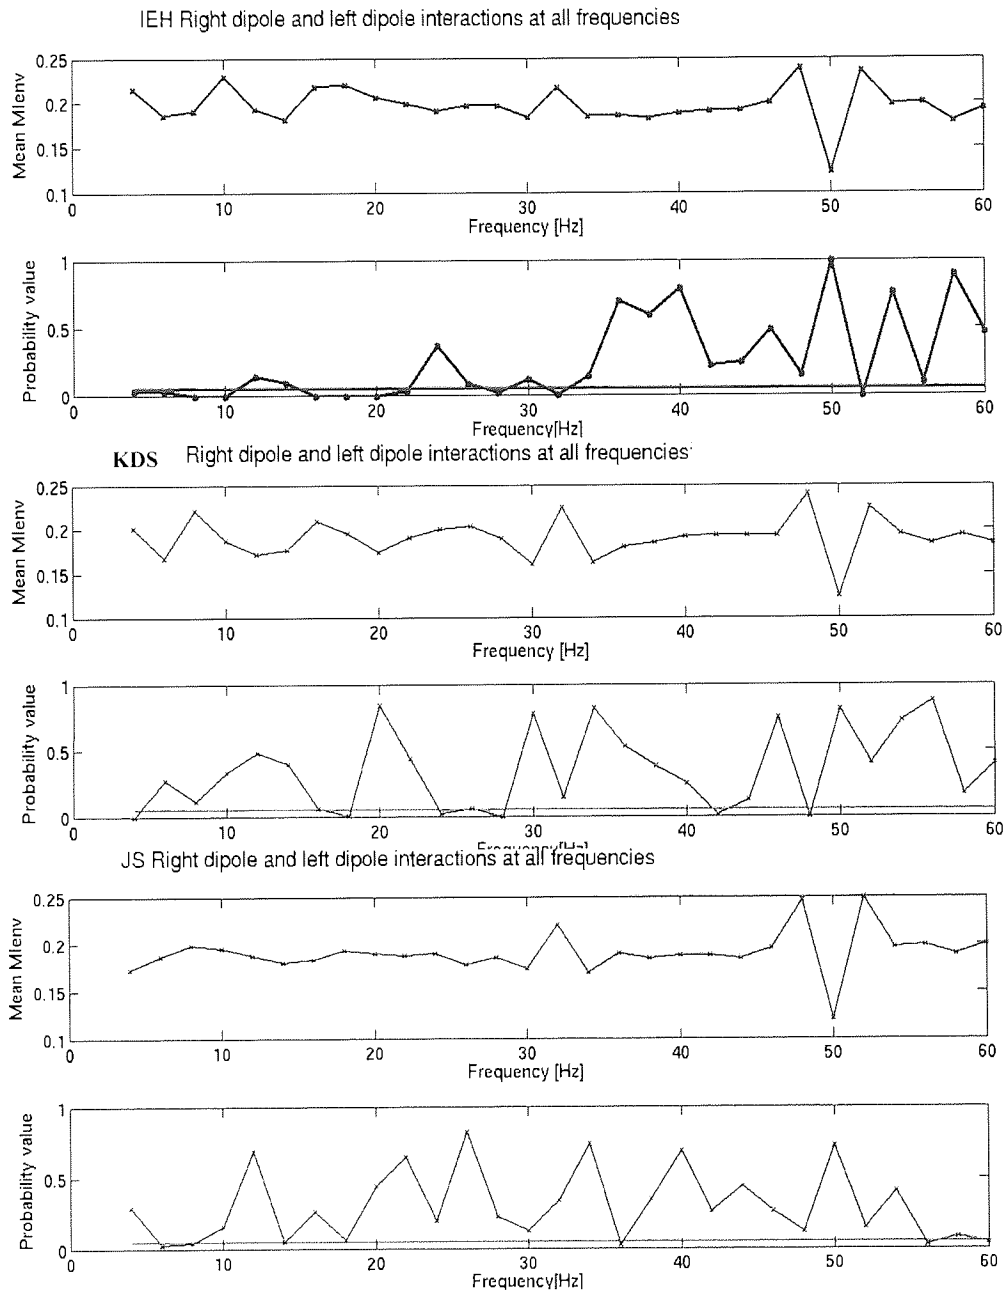 IEH Right dipole and left dipole interactions at all frequencies
Mean MIenv
0.25
0.2
0.15
0.1
0 10 20 30 40 50 60
Frequency [Hz]
Probability value
1
0.5
0
0 10 20 30 40 50 60
Frequency[Hz]
KDS Right dipole and left dipole interactions at all frequencies
Mean MIenv
0.25
0.2
0.15
0.1
0 10 20 30 40 50 60
Frequency [Hz]
Probability value
1
0.5
0
0 10 20 30 40 50 60
Frequency[Hz]
JS Right dipole and left dipole interactions at all frequencies
Mean MIenv
0.25
0.2
0.15
0.1
0 10 20 30 40 50 60
Frequency [Hz]
Probability value
1
0.5
0
0 10 20 30 40 50 60
Frequency[Hz]